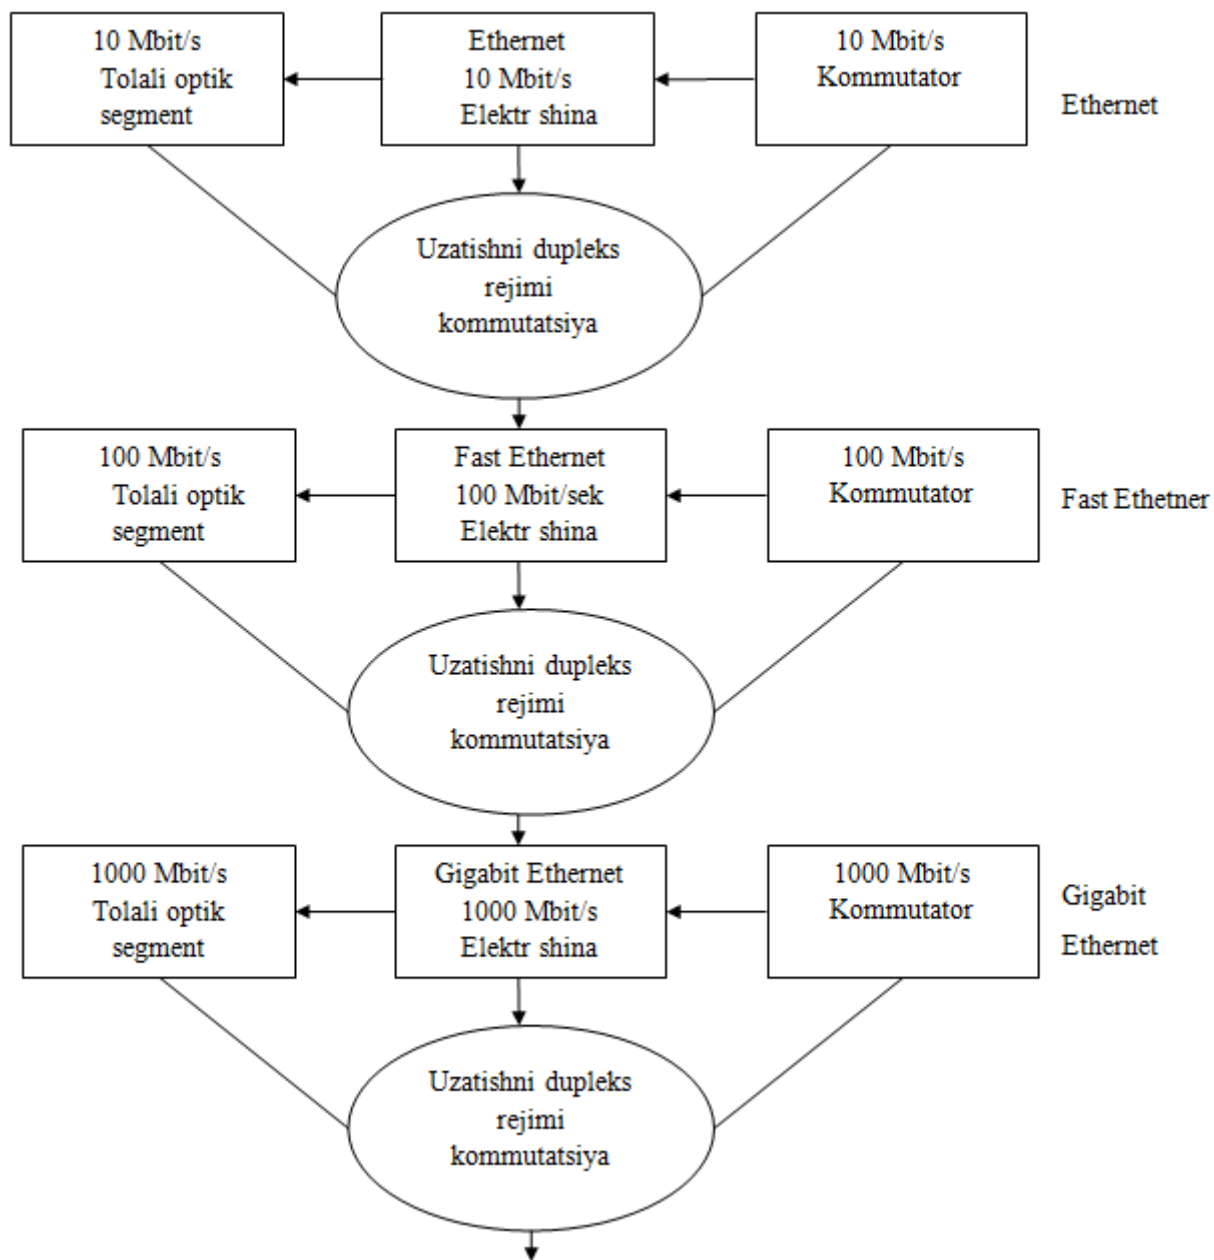 10 Mbit/s
Tolali optik
segment
Ethernet
10 Mbit/s
Elektr shina
10 Mbit/s
Kommutator
Ethernet
Uzatishni dupleks
rejimi
kommutatsiya
100 Mbit/s
Tolali optik
segment
Fast Ethernet
100 Mbit/sek
Elektr shina
100 Mbit/s
Kommutator
Fast Ethetner
Uzatishni dupleks
rejimi
kommutatsiya
1000 Mbit/s
Tolali optik
segment
Gigabit Ethernet
1000 Mbit/s
Elektr shina
1000 Mbit/s
Kommutator
Gigabit
Ethernet
Uzatishni dupleks
rejimi
kommutatsiya